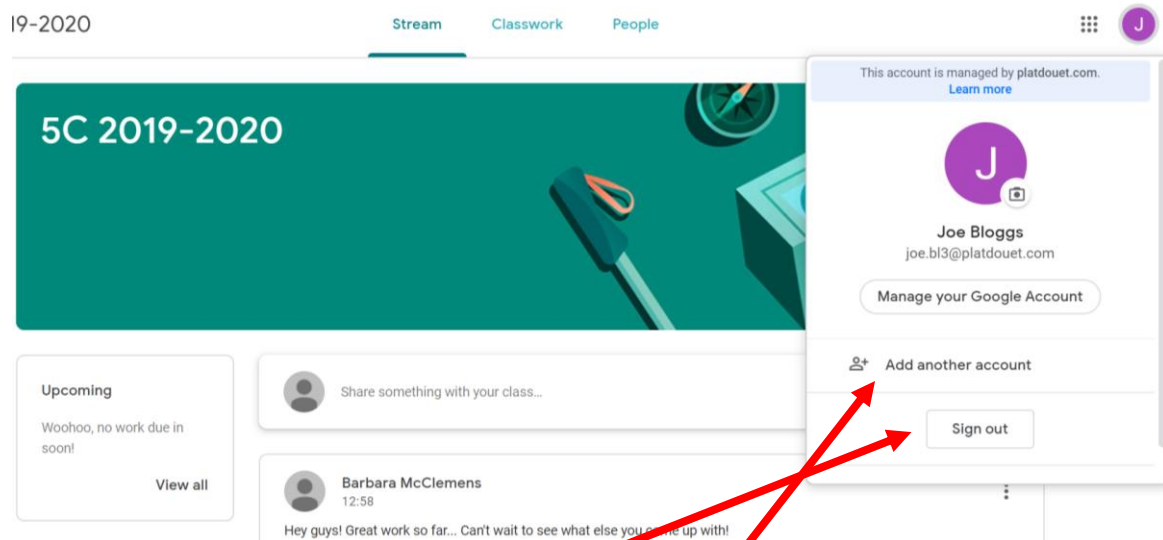 19-2020
Stream Classwork People
J
This account is managed by platdouet.com.
Learn more
5C 2019-2020
J
Joe Bloggs
joe.bl3@platdouet.com
Manage your Google Account
Add another account
Sign out
Upcoming
Woohoo, no work due in
soon!
View all
Share something with your class...
Barbara McClemens
12:58
Hey guys! Great work so far... Can't wait to see what else you come up with!